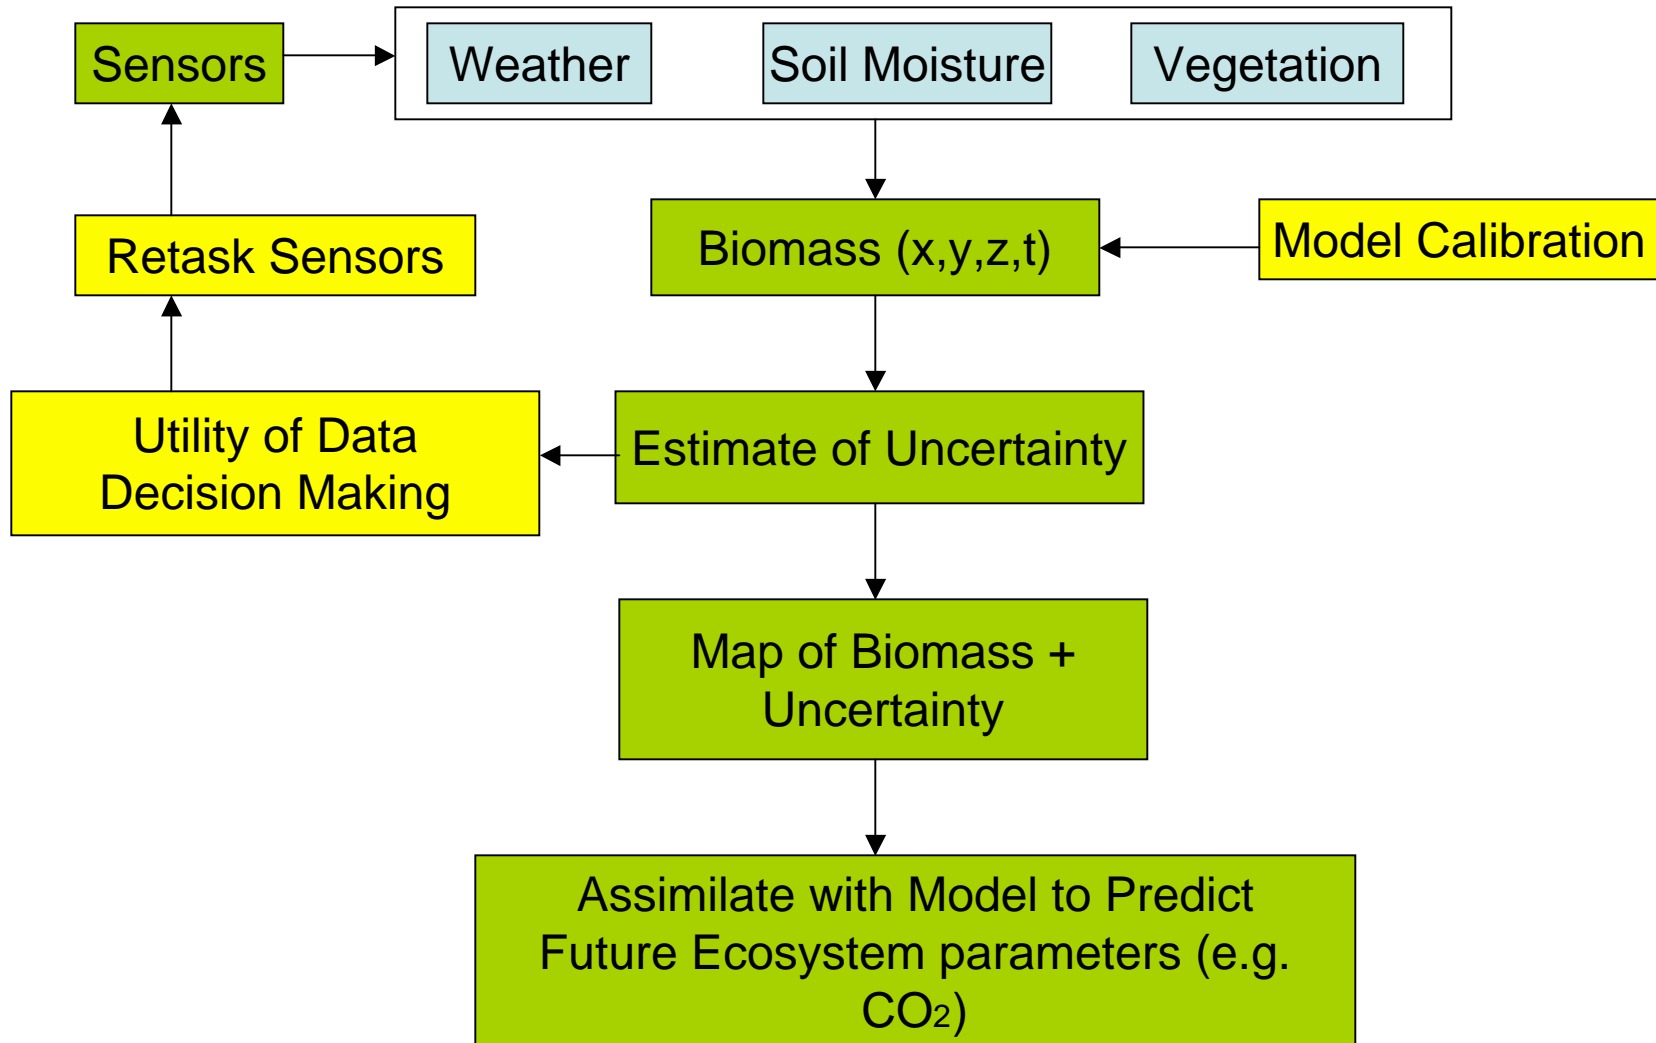 Sensors
Weather
Soil Moisture
Vegetation
Biomass (x,y,z,t)
Model Calibration
Retask Sensors
Utility of Data
Decision Making
Estimate of Uncertainty
Map of Biomass +
Uncertainty
Assimilate with Model to Predict
Future Ecosystem parameters (e.g.
CO2)